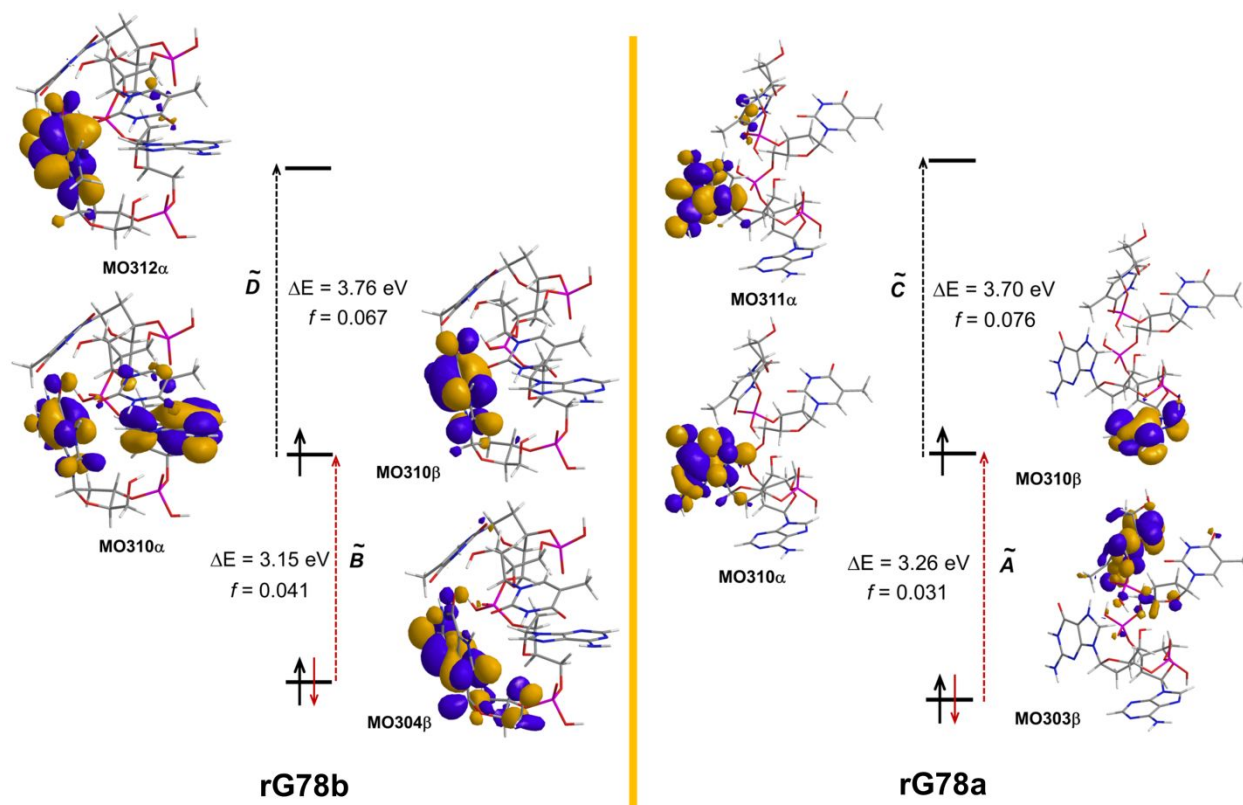 MO312α
D̃
ΔE = 3.76 eV
f = 0.067
MO310α
MO310β
ΔE = 3.15 eV
f = 0.041
B̃
MO304β
rG78b
MO311α
C̃
ΔE = 3.70 eV
f = 0.076
MO310α
MO310β
ΔE = 3.26 eV
f = 0.031
Ã
MO303β
rG78a